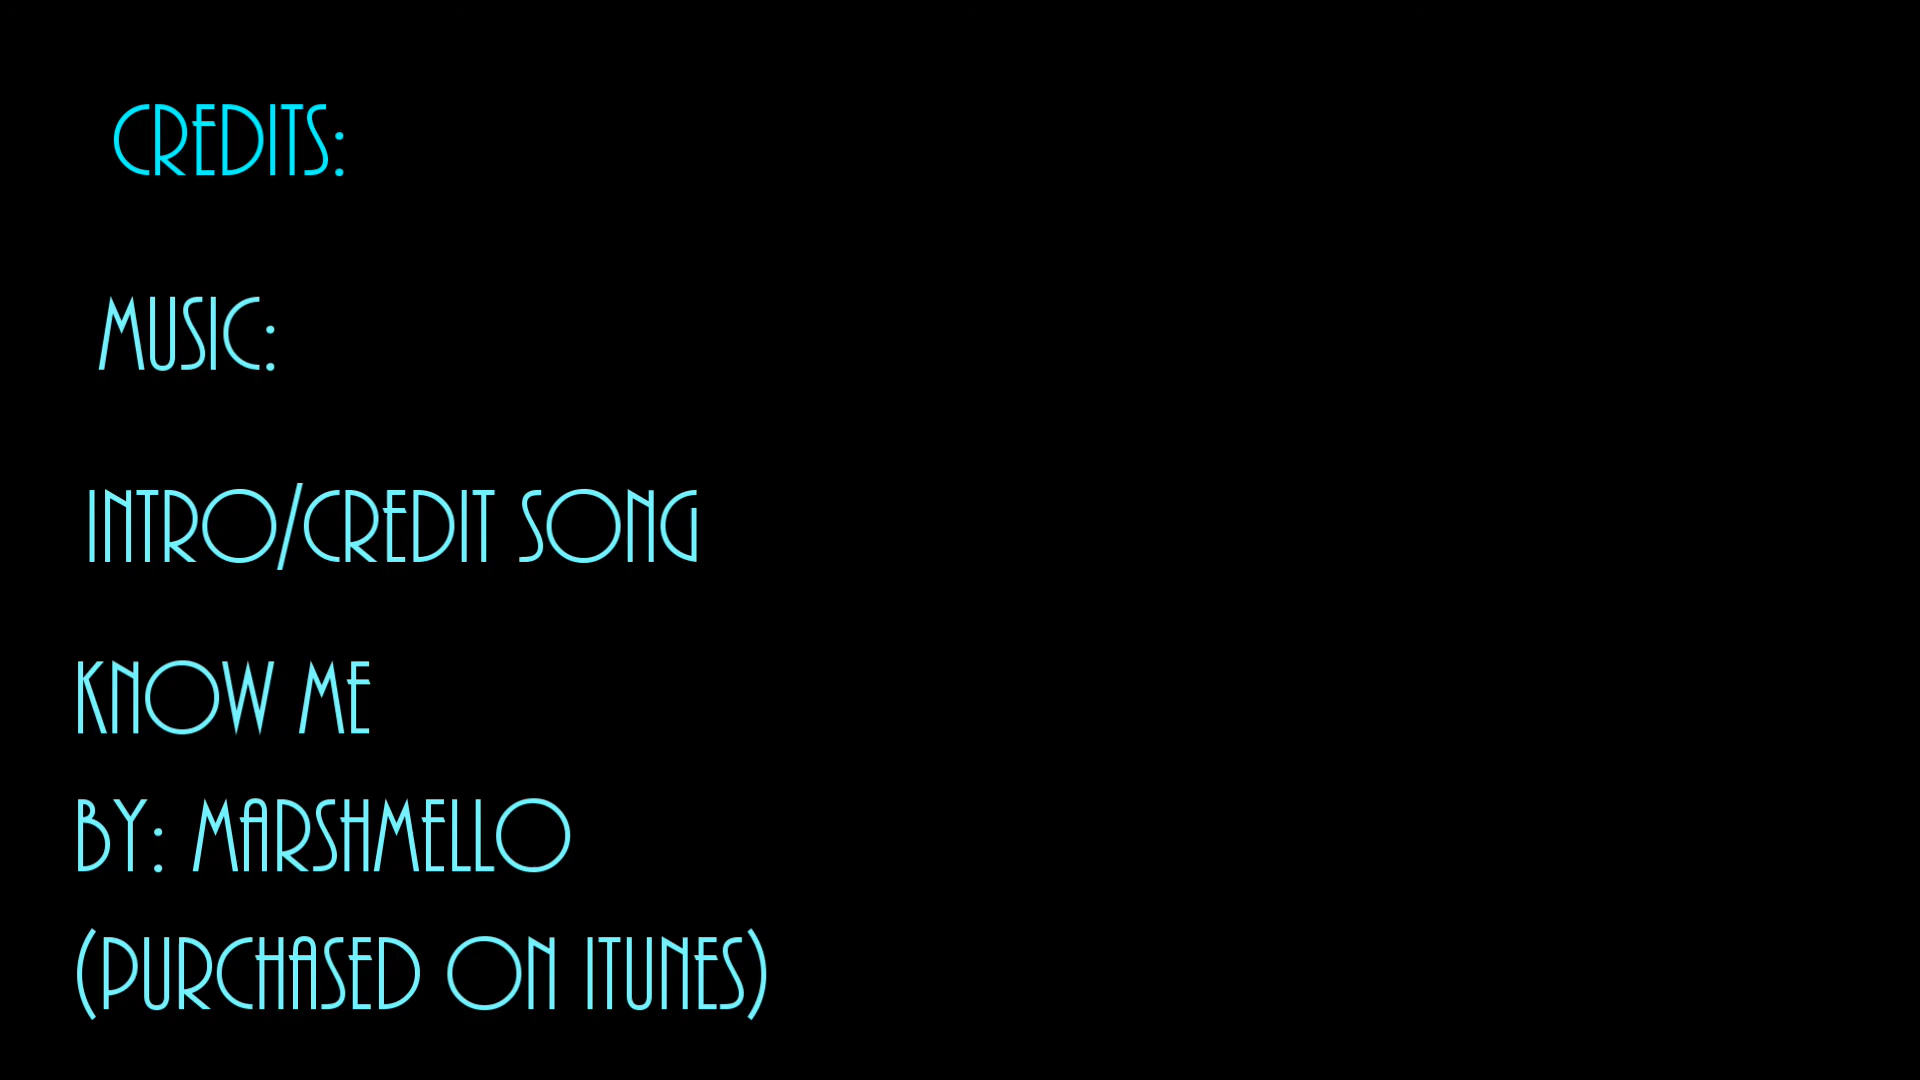 CREDITS:
MUSIC:
INTRO/CREDIT SONG
KNOW ME
BY: MARSHMELLO
(PURCHASED ON ITUNES)